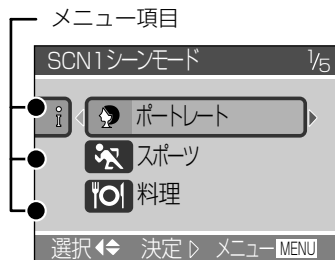 メニュー項目
SCN1シーンモード 1/5
i ポートレート
スポーツ
料理
選択 決定 メニュー MENU